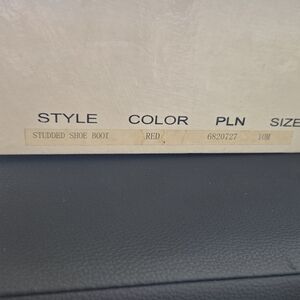 STYLE COLOR PLN SIZE
STUDDED SHOE BOOT RED 6820727 10M